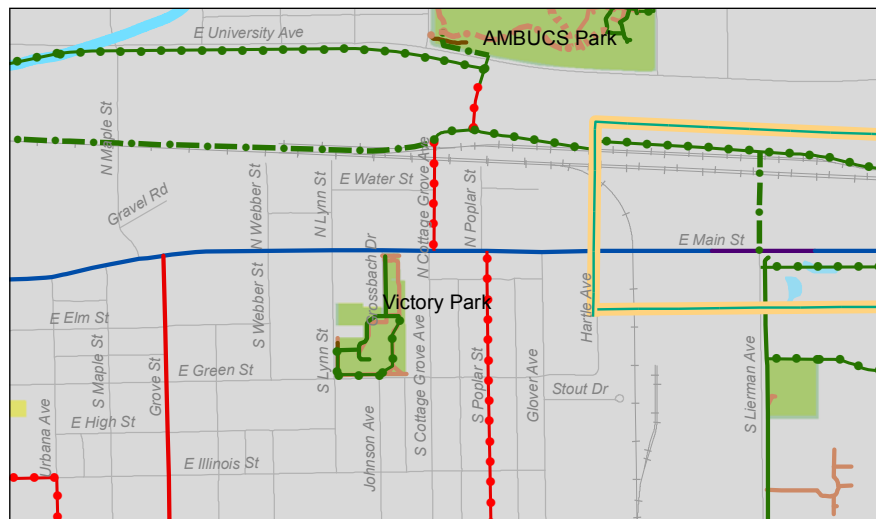 E University Ave
AMBUCS Park
N Maple St
Gravel Rd
N Webber St
N Lynn St
E Water St
N Cottage Grove Ave
N Poplar St
E Main St
Crossbach Dr
Victory Park
Hartle Ave
E Elm St
S Webber St
S Maple St
Grove St
E Green St
S Lynn St
S Cottage Grove Ave
S Poplar St
Glover Ave
Stout Dr
S Lierman Ave
Urbana Ave
E High St
Johnson Ave
E Illinois St